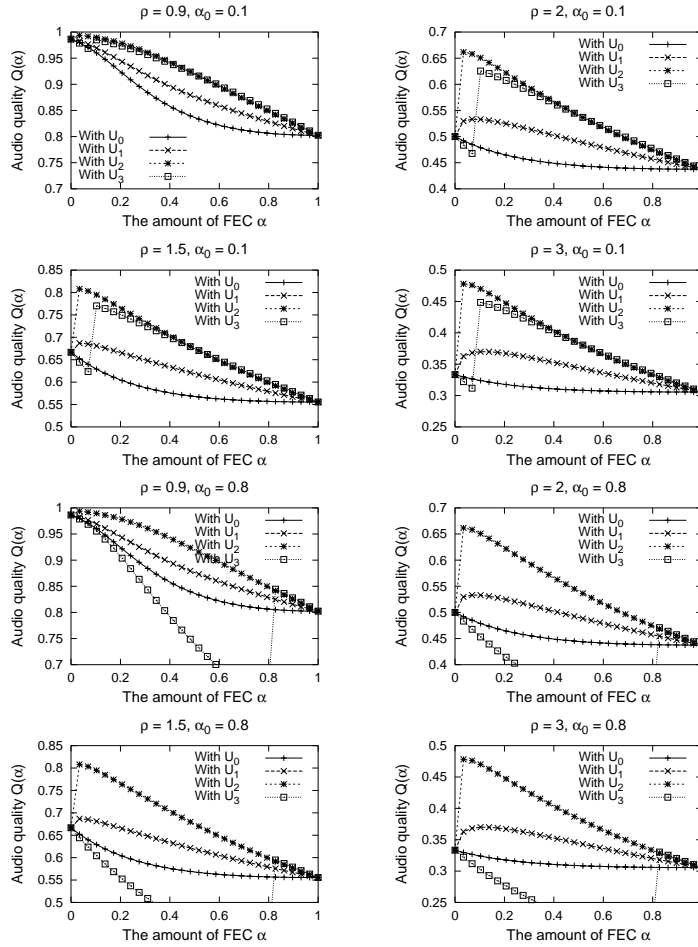 ρ = 0.9, α0 = 0.1
Audio quality Q(α)
1
0.95
0.9
0.85
0.8
0.75
0.7
With U0
With U1
With U2
With U3
0 0.2 0.4 0.6 0.8 1
The amount of FEC α
ρ = 2, α0 = 0.1
Audio quality Q(α)
0.7
0.65
0.6
0.55
0.5
0.45
0.4
With U0
With U1
With U2
With U3
0 0.2 0.4 0.6 0.8
The amount of FEC α
ρ = 1.5, α0 = 0.1
Audio quality Q(α)
0.85
0.8
0.75
0.7
0.65
0.6
0.55
0.5
With U0
With U1
With U2
With U3
0 0.2 0.4 0.6 0.8 1
The amount of FEC α
ρ = 3, α0 = 0.1
Audio quality Q(α)
0.5
0.45
0.4
0.35
0.3
0.25
With U0
With U1
With U2
With U3
0 0.2 0.4 0.6 0.8
The amount of FEC α
ρ = 0.9, α0 = 0.8
Audio quality Q(α)
1
0.95
0.9
0.85
0.8
0.75
0.7
With U0
With U1
With U2
With U3
0 0.2 0.4 0.6 0.8 1
The amount of FEC α
ρ = 2, α0 = 0.8
Audio quality Q(α)
0.7
0.65
0.6
0.55
0.5
0.45
0.4
With U0
With U1
With U2
With U3
0 0.2 0.4 0.6 0.8
The amount of FEC α
ρ = 1.5, α0 = 0.8
Audio quality Q(α)
0.85
0.8
0.75
0.7
0.65
0.6
0.55
0.5
With U0
With U1
With U2
With U3
0 0.2 0.4 0.6 0.8 1
The amount of FEC α
ρ = 3, α0 = 0.8
Audio quality Q(α)
0.5
0.45
0.4
0.35
0.3
0.25
With U0
With U1
With U2
With U3
0 0.2 0.4 0.6 0.8
The amount of FEC α